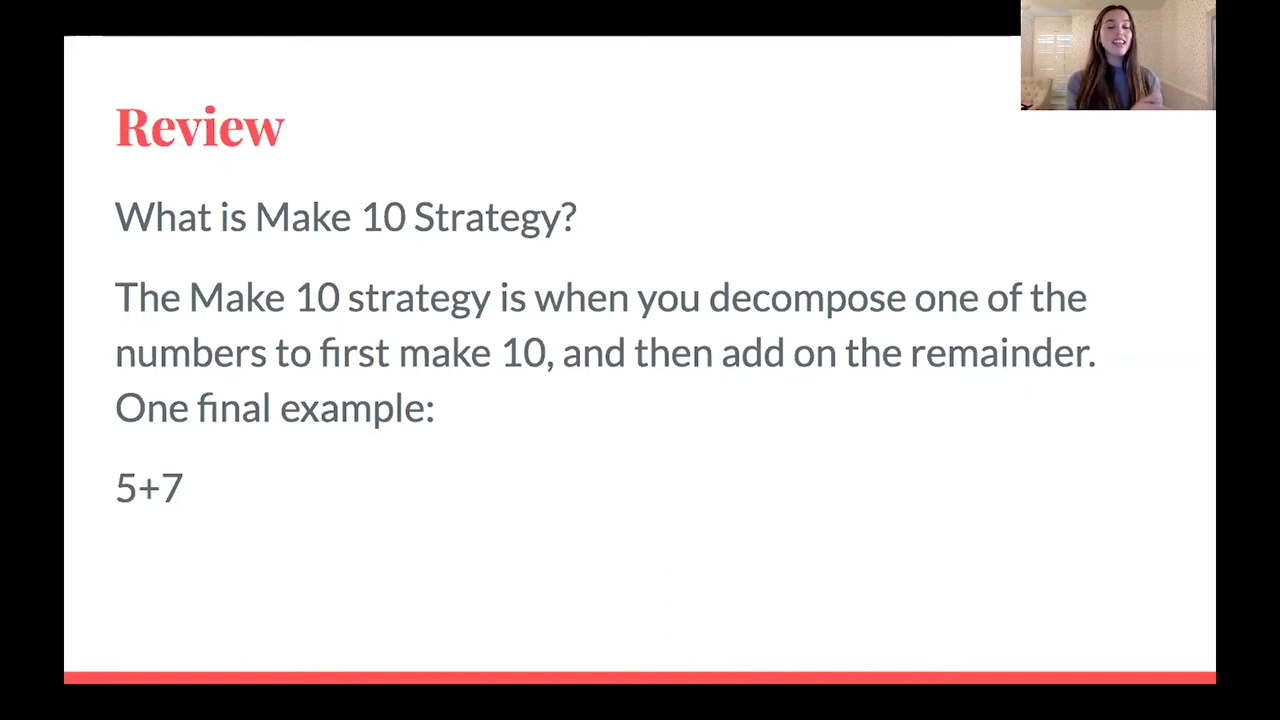 Review
What is Make 10 Strategy?
The Make 10 strategy is when you decompose one of the
numbers to first make 10, and then add on the remainder.
One final example:
5+7